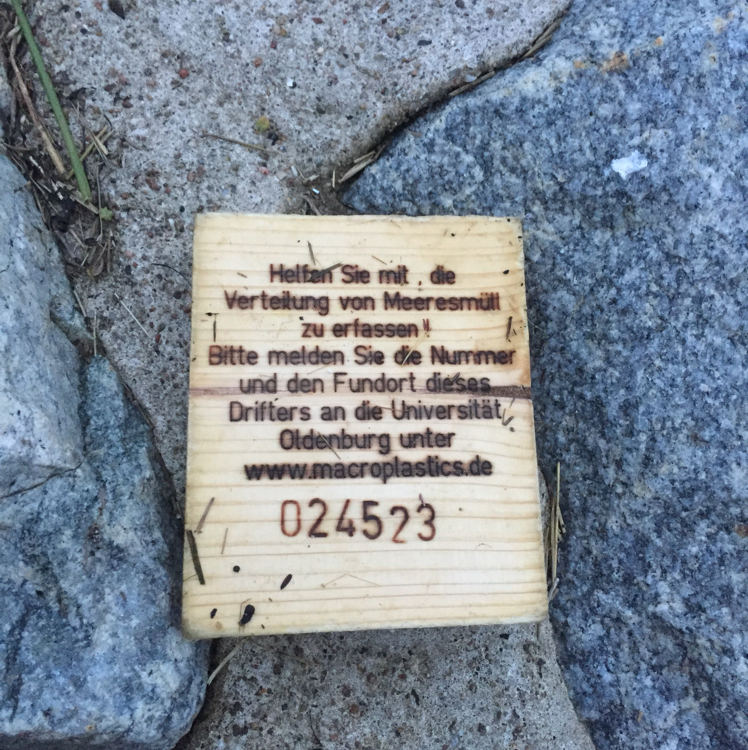 Helfen Sie mit , die
Verteilung von Meeresmüll
zu erfassen !!
Bitte melden Sie die Nummer
und den Fundort dieses
Drifters an die Universität
Oldenburg unter
www.macroplastics.de
024523